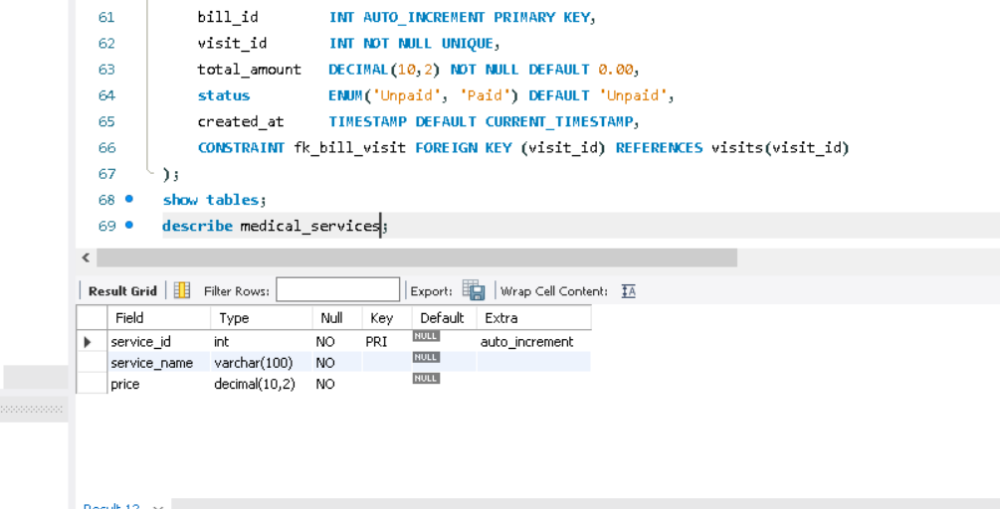 61 bill_id INT AUTO_INCREMENT PRIMARY KEY,
62 visit_id INT NOT NULL UNIQUE,
63 total_amount DECIMAL(10,2) NOT NULL DEFAULT 0.00,
64 status ENUM('Unpaid', 'Paid') DEFAULT 'Unpaid',
65 created_at TIMESTAMP DEFAULT CURRENT_TIMESTAMP,
66 CONSTRAINT fk_bill_visit FOREIGN KEY (visit_id) REFERENCES visits(visit_id)
67 );
68 show tables;
69 describe medical_services;
Result Grid Filter Rows: Export: Wrap Cell Content: IA
Field Type Null Key Default Extra
service_id int NO PRI NULL auto_increment
service_name varchar(100) NO NULL
price decimal(10,2) NO NULL